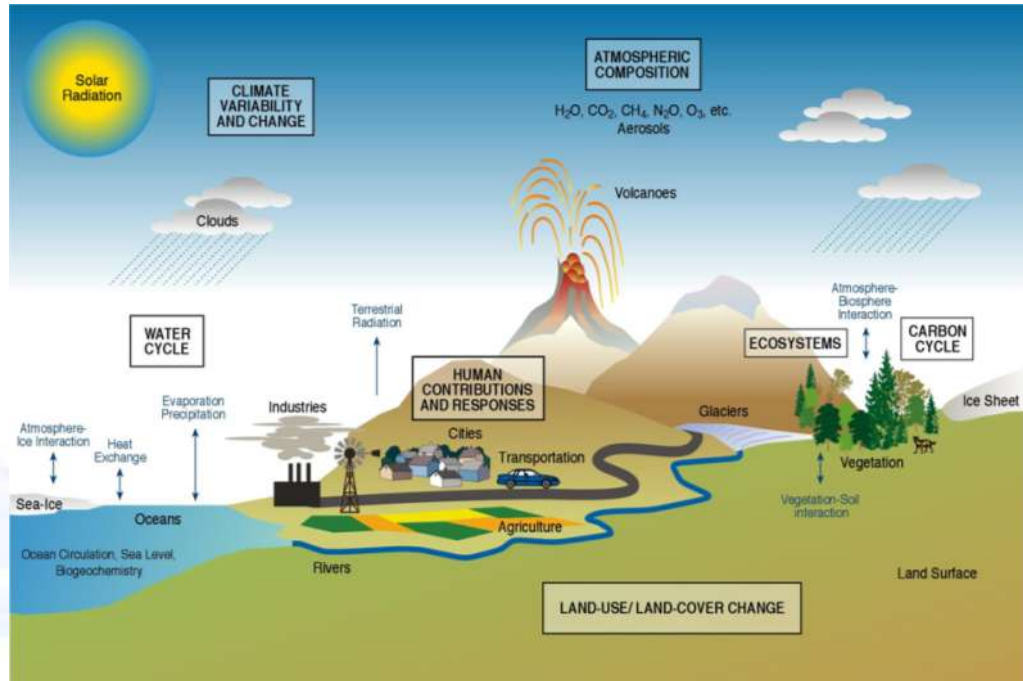 Solar
Radiation
CLIMATE
VARIABILITY
AND CHANGE
ATMOSPHERIC
COMPOSITION
H₂O, CO₂, CH₄, N₂O, O₃, etc.
Aerosols
Volcanoes
Clouds
Terrestrial
Radiation
Atmosphere-
Biosphere
Interaction
WATER
CYCLE
ECOSYSTEMS
CARBON
CYCLE
HUMAN
CONTRIBUTIONS
AND RESPONSES
Evaporation
Precipitation
Industries
Glaciers
Ice Sheet
Atmosphere-
Ice Interaction
Heat
Exchange
Cities
Transportation
Vegetation
Sea-Ice
Oceans
Agriculture
Vegetation-Soil
interaction
Ocean Circulation, Sea Level,
Biogeochemistry
Rivers
Land Surface
LAND-USE/ LAND-COVER CHANGE